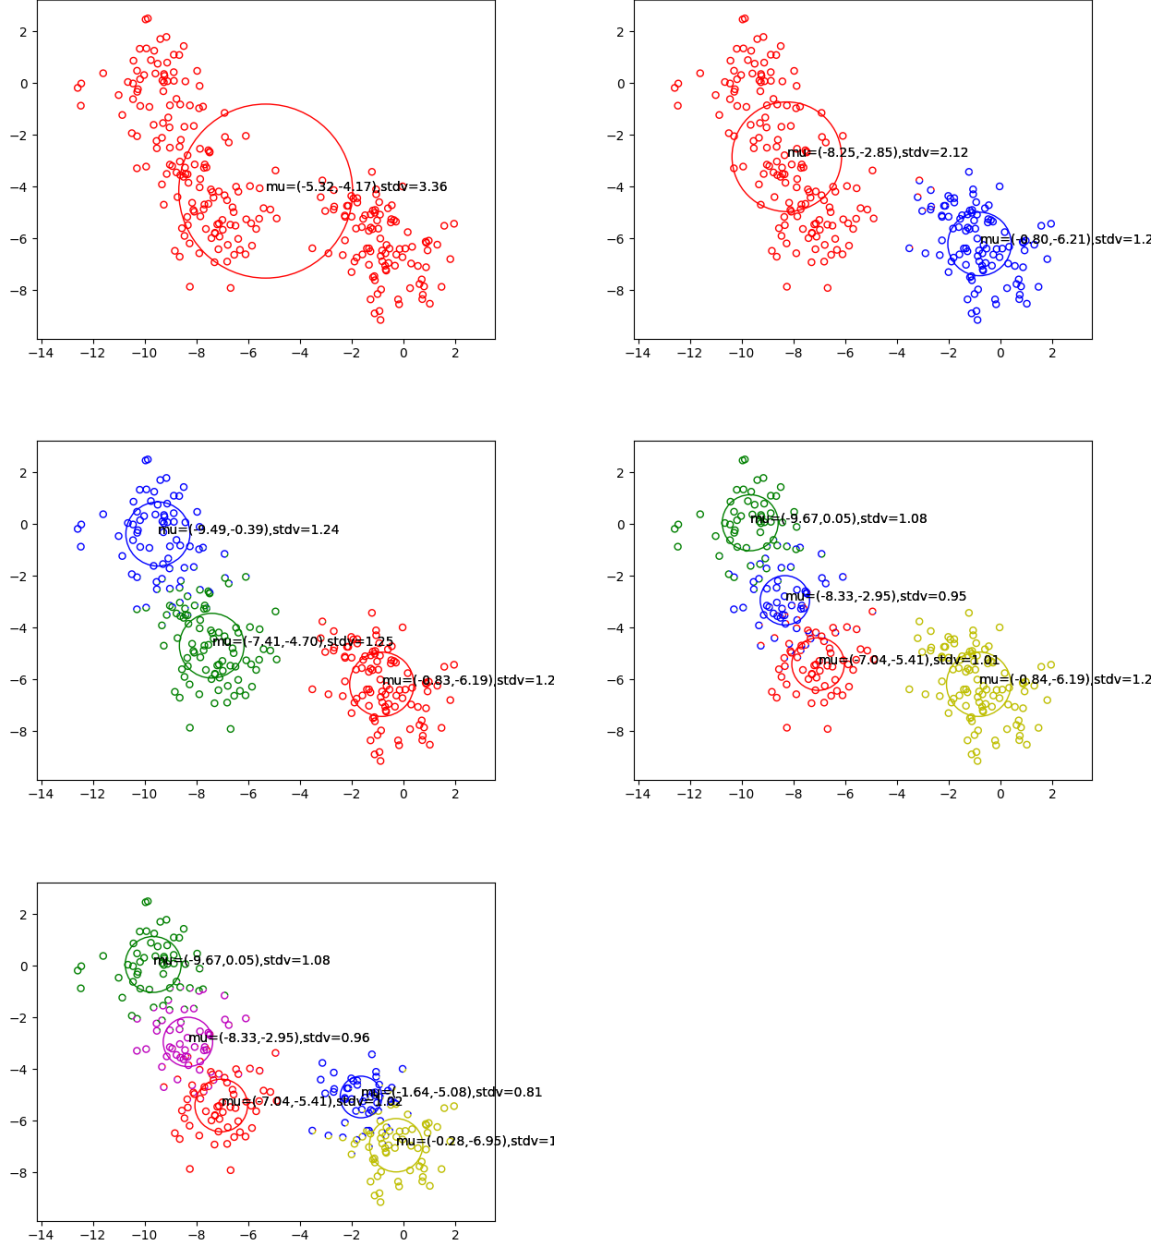 2
0
−2
−4
−6
−8
mu=(-5.32,-4.17),stdv=3.36
−14 −12 −10 −8 −6 −4 −2 0 2
2
0
−2
−4
−6
−8
mu=(-8.25,-2.85),stdv=2.12
mu=(-0.80,-6.21),stdv=1.2
−14 −12 −10 −8 −6 −4 −2 0 2
2
0
−2
−4
−6
−8
mu=(-9.49,-0.39),stdv=1.24
mu=(-7.41,-4.70),stdv=1.25
mu=(-0.83,-6.19),stdv=1.2
−14 −12 −10 −8 −6 −4 −2 0 2
2
0
−2
−4
−6
−8
mu=(-9.67,0.05),stdv=1.08
mu=(-8.33,-2.95),stdv=0.95
mu=(-7.04,-5.41),stdv=1.01
mu=(-0.84,-6.19),stdv=1.2
−14 −12 −10 −8 −6 −4 −2 0 2
2
0
−2
−4
−6
−8
mu=(-9.67,0.05),stdv=1.08
mu=(-8.33,-2.95),stdv=0.96
mu=(-1.64,-5.08),stdv=0.81
mu=(-7.04,-5.41),stdv=1.02
mu=(-0.28,-6.95),stdv=1
−14 −12 −10 −8 −6 −4 −2 0 2